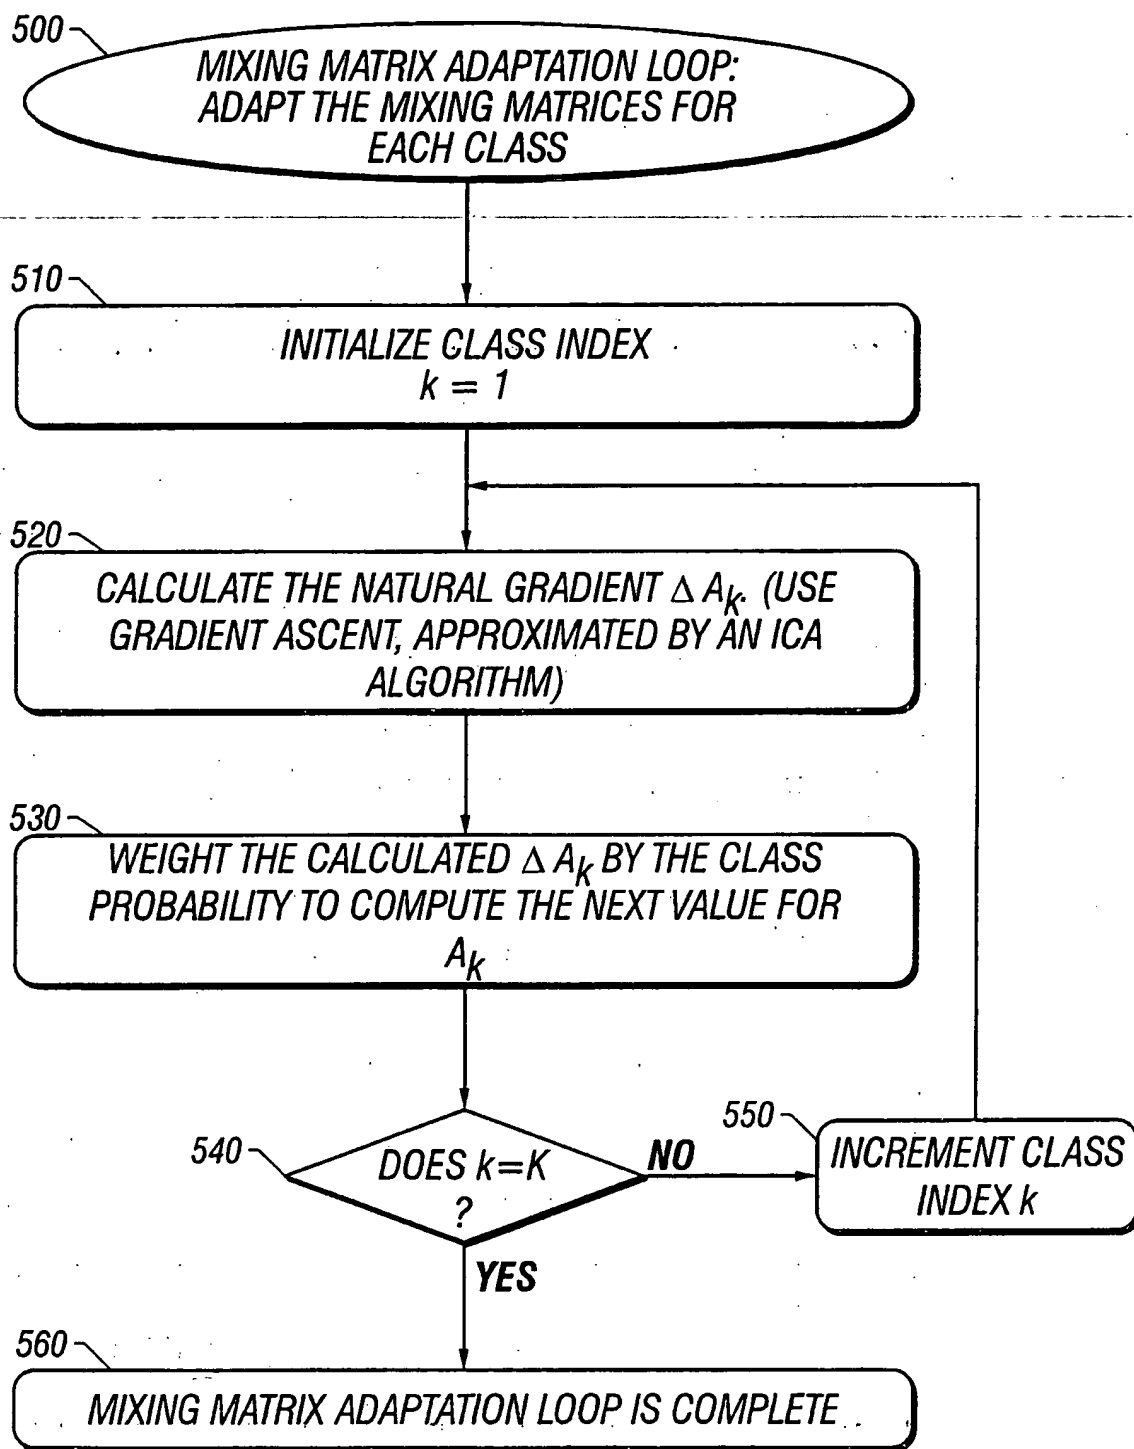 500
MIXING MATRIX ADAPTATION LOOP:
ADAPT THE MIXING MATRICES FOR
EACH CLASS
510
INITIALIZE CLASS INDEX
k = 1
520
CALCULATE THE NATURAL GRADIENT Δ Ak. (USE
GRADIENT ASCENT, APPROXIMATED BY AN ICA
ALGORITHM)
530
WEIGHT THE CALCULATED Δ Ak BY THE CLASS
PROBABILITY TO COMPUTE THE NEXT VALUE FOR
Ak
540
DOES k=K
?
NO
550
INCREMENT CLASS
INDEX k
YES
560
MIXING MATRIX ADAPTATION LOOP IS COMPLETE